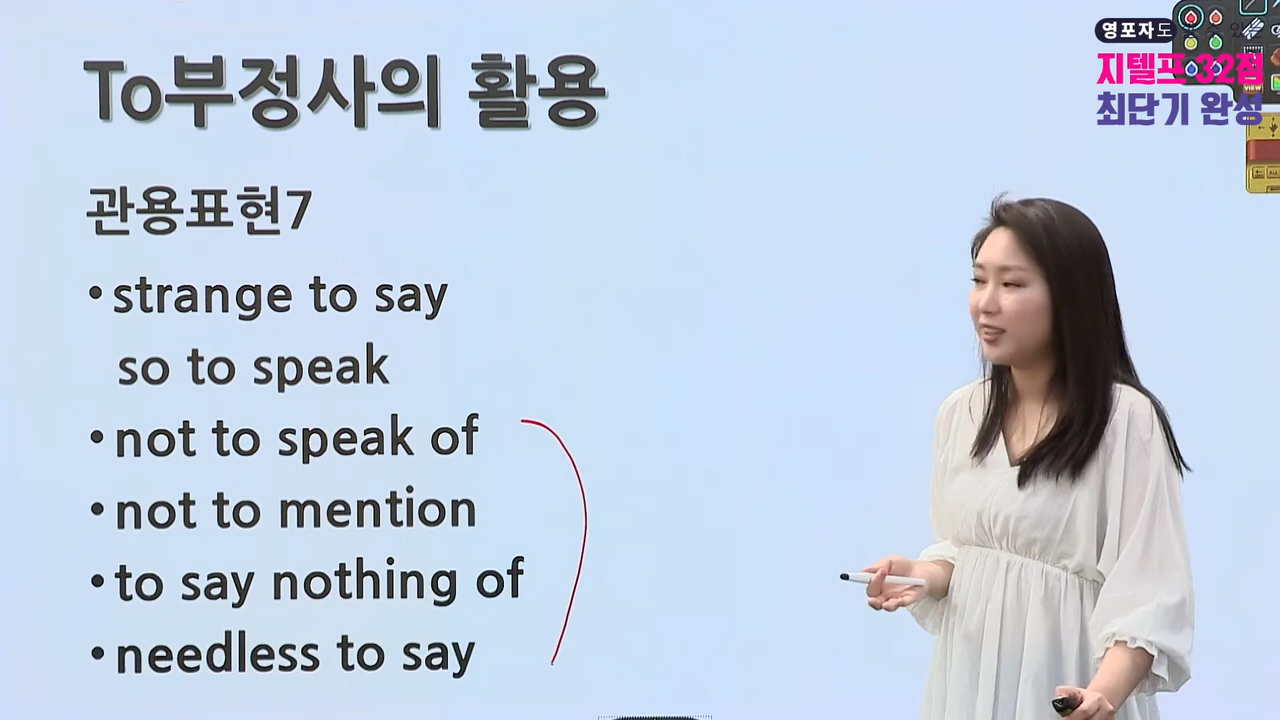 To부정사의 활용
관용표현7
•strange to say
so to speak
•not to speak of
•not to mention
•to say nothing of
•needless to say
영포자도
지텔프 32점
최단기 완성